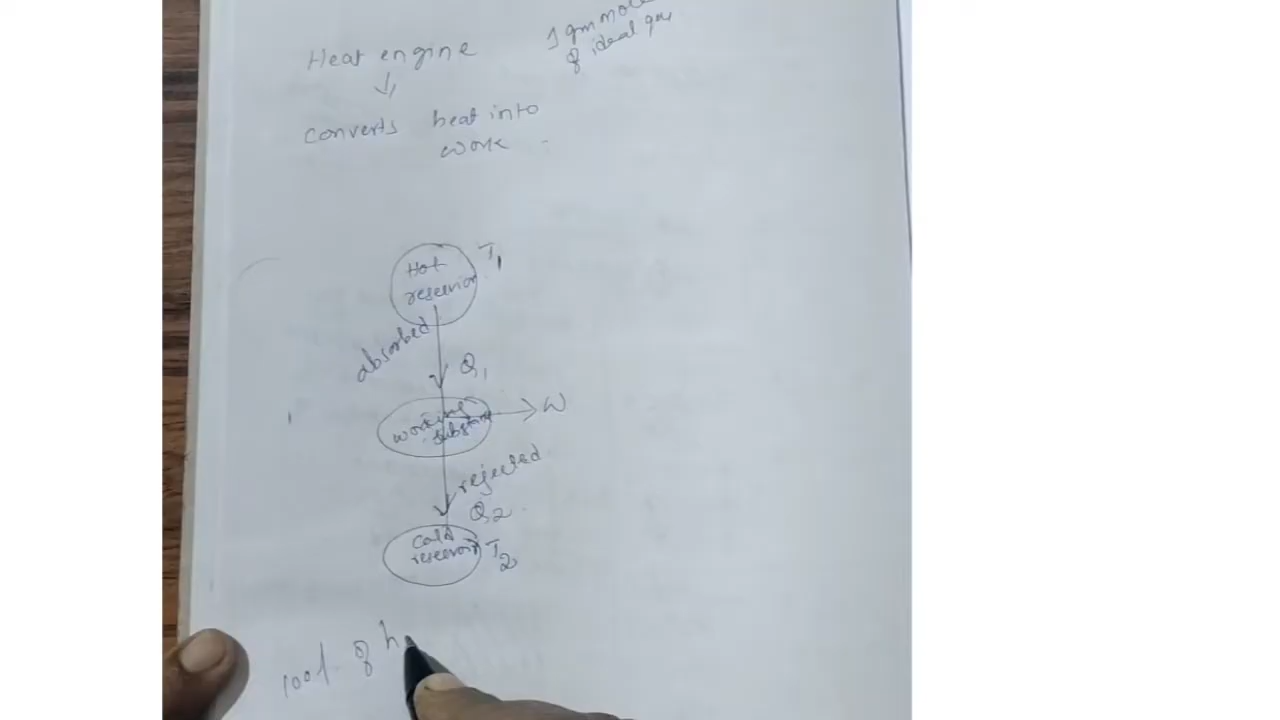 Heat engine
1 gm mole
of ideal gas
converts heat into
work
Hot
reservior
T1
absorbed
Q1
working
substance
W
rejected
Q2
Cold
reservoir
T2
100% of h